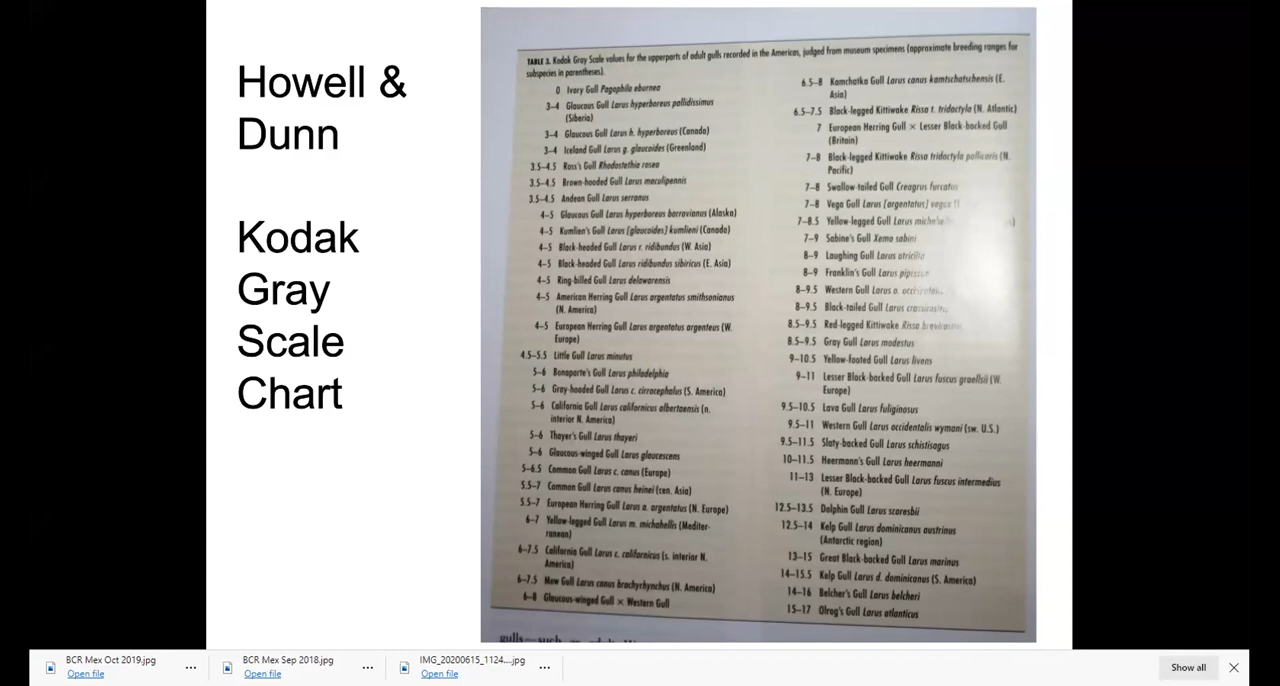 Howell &
Dunn
Kodak
Gray
Scale
Chart
TABLE 3. Kodak Gray Scale values for the upperparts of adult gulls recorded in the Americas, judged from museum specimens (approximate breeding ranges for
subspecies in parentheses).
0 Ivory Gull Pagophila eburnea
3–4 Glaucous Gull Larus hyperboreus pallidissimus
(Siberia)
3–4 Glaucous Gull Larus h. hyperboreus (Canada)
3–4 Iceland Gull Larus g. glaucoides (Greenland)
3.5–4.5 Ross's Gull Rhodostethia rosea
3.5–4.5 Brown-hooded Gull Larus maculipennis
3.5–4.5 Andean Gull Larus serranus
4–5 Glaucous Gull Larus hyperboreus barrovianus (Alaska)
4–5 Kumlien's Gull Larus [glaucoides] kumlieni (Canada)
4–5 Black-headed Gull Larus r. ridibundus (W. Asia)
4–5 Black-headed Gull Larus ridibundus sibiricus (E. Asia)
4–5 Ring-billed Gull Larus delawarensis
4–5 American Herring Gull Larus argentatus smithsonianus
(N. America)
4–5 European Herring Gull Larus argentatus argenteus (W.
Europe)
4.5–5.5 Little Gull Larus minutus
5–6 Bonaparte's Gull Larus philadelphia
5–6 Gray-hooded Gull Larus c. cirrocephalus (S. America)
5–6 California Gull Larus californicus albertaensis (n.
interior N. America)
5–6 Thayer's Gull Larus thayeri
5–6 Glaucous-winged Gull Larus glaucescens
5–6.5 Common Gull Larus c. canus (Europe)
5.5–7 Common Gull Larus canus heinei (cen. Asia)
5.5–7 European Herring Gull Larus a. argentatus (N. Europe)
6–7 Yellow-legged Gull Larus m. michahellis (Mediter-
ranean)
6–7.5 California Gull Larus c. californicus (s. interior N.
America)
6–7.5 Mew Gull Larus canus brachyrhynchus (N. America)
6–8 Glaucous-winged Gull × Western Gull
6.5–8 Kamchatka Gull Larus canus kamtschatschensis (E.
Asia)
6.5–7.5 Black-legged Kittiwake Rissa t. tridactyla (N. Atlantic)
7 European Herring Gull × Lesser Black-backed Gull
(Britain)
7–8 Black-legged Kittiwake Rissa tridactyla pollicaris (N.
Pacific)
7–8 Swallow-tailed Gull Creagrus furcatus
7–8 Vega Gull Larus [argentatus] vegae
7–8.5 Yellow-legged Gull Larus
7–9 Sabine's Gull Xema sabini
8–9 Laughing Gull Larus atricilla
8–9 Franklin's Gull Larus
8–9.5 Western Gull Larus o.
8–9.5 Black-tailed Gull Larus
8.5–9.5 Red-legged Kittiwake Rissa
8.5–9.5 Gray Gull Larus modestus
9–10.5 Yellow-footed Gull Larus livens
9–11 Lesser Black-backed Gull Larus fuscus graellsii (W.
Europe)
9.5–10.5 Lava Gull Larus fuliginosus
9.5–11 Western Gull Larus occidentalis wymani (sw. U.S.)
9.5–11.5 Slaty-backed Gull Larus schistisagus
10–11.5 Heermann's Gull Larus heermanni
11–13 Lesser Black-backed Gull Larus fuscus intermedius
(N. Europe)
12.5–13.5 Dolphin Gull Larus scoresbii
12.5–14 Kelp Gull Larus dominicanus austrinus
(Antarctic region)
13–15 Great Black-backed Gull Larus marinus
14–15.5 Kelp Gull Larus d. dominicanus (S. America)
14–16 Belcher's Gull Larus belcheri
15–17 Olrog's Gull Larus atlanticus
BCR Mex Oct 2019.jpg
Open file
BCR Mex Sep 2018.jpg
Open file
IMG_20200615_1124....jpg
Open file
Show all